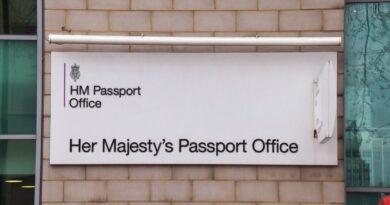 HM Passport
Office
Her Majesty's Passport Office